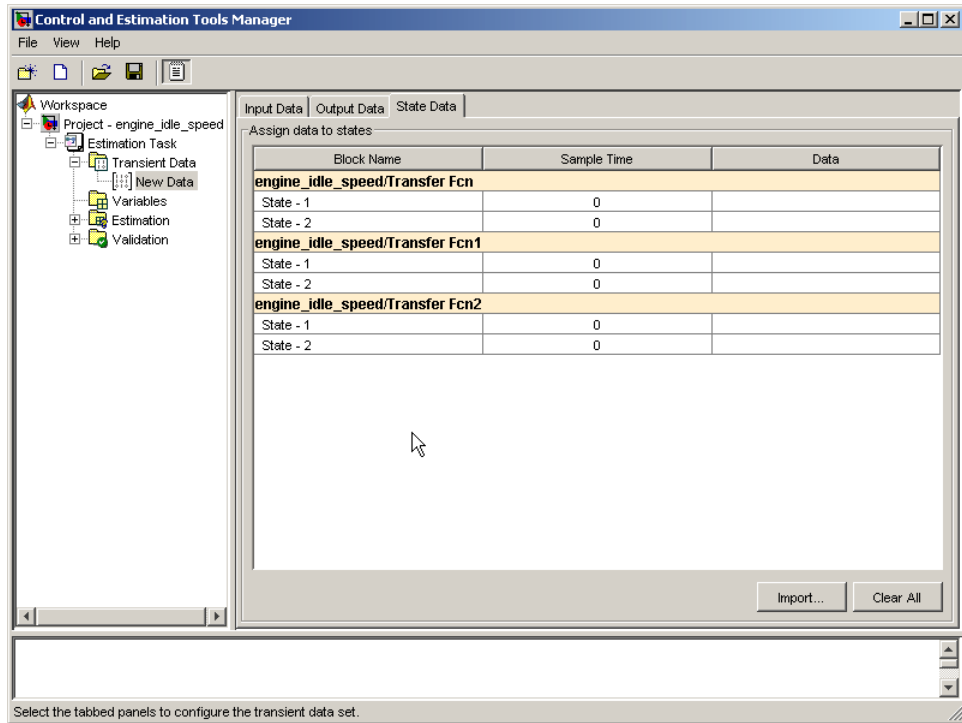 Control and Estimation Tools Manager
File View Help
Workspace
Project - engine_idle_speed
Estimation Task
Transient Data
New Data
Variables
Estimation
Validation
Input Data Output Data State Data
Assign data to states
Block Name Sample Time Data
engine_idle_speed/Transfer Fcn
State - 1 0
State - 2 0
engine_idle_speed/Transfer Fcn1
State - 1 0
State - 2 0
engine_idle_speed/Transfer Fcn2
State - 1 0
State - 2 0
Import... Clear All
Select the tabbed panels to configure the transient data set.